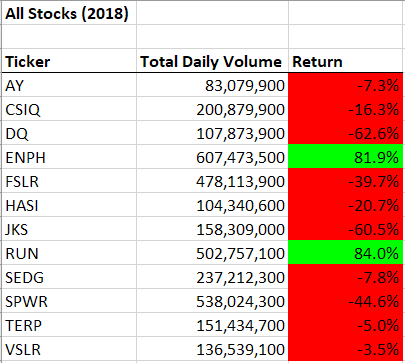 All Stocks (2018)
Ticker Total Daily Volume Return
AY 83,079,900 -7.3%
CSIQ 200,879,900 -16.3%
DQ 107,873,900 -62.6%
ENPH 607,473,500 81.9%
FSLR 478,113,900 -39.7%
HASI 104,340,600 -20.7%
JKS 158,309,000 -60.5%
RUN 502,757,100 84.0%
SEDG 237,212,300 -7.8%
SPWR 538,024,300 -44.6%
TERP 151,434,700 -5.0%
VSLR 136,539,100 -3.5%